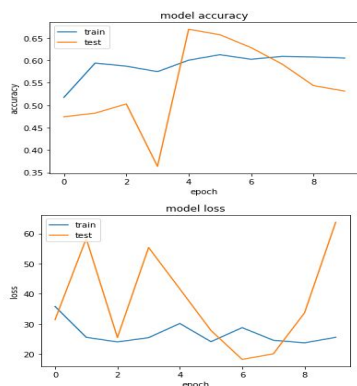 model accuracy
train
test
0.65
0.60
0.55
0.50
0.45
0.40
0.35
accuracy
0 2 4 6 8
epoch
model loss
train
test
60
50
40
30
20
loss
0 2 4 6 8
epoch